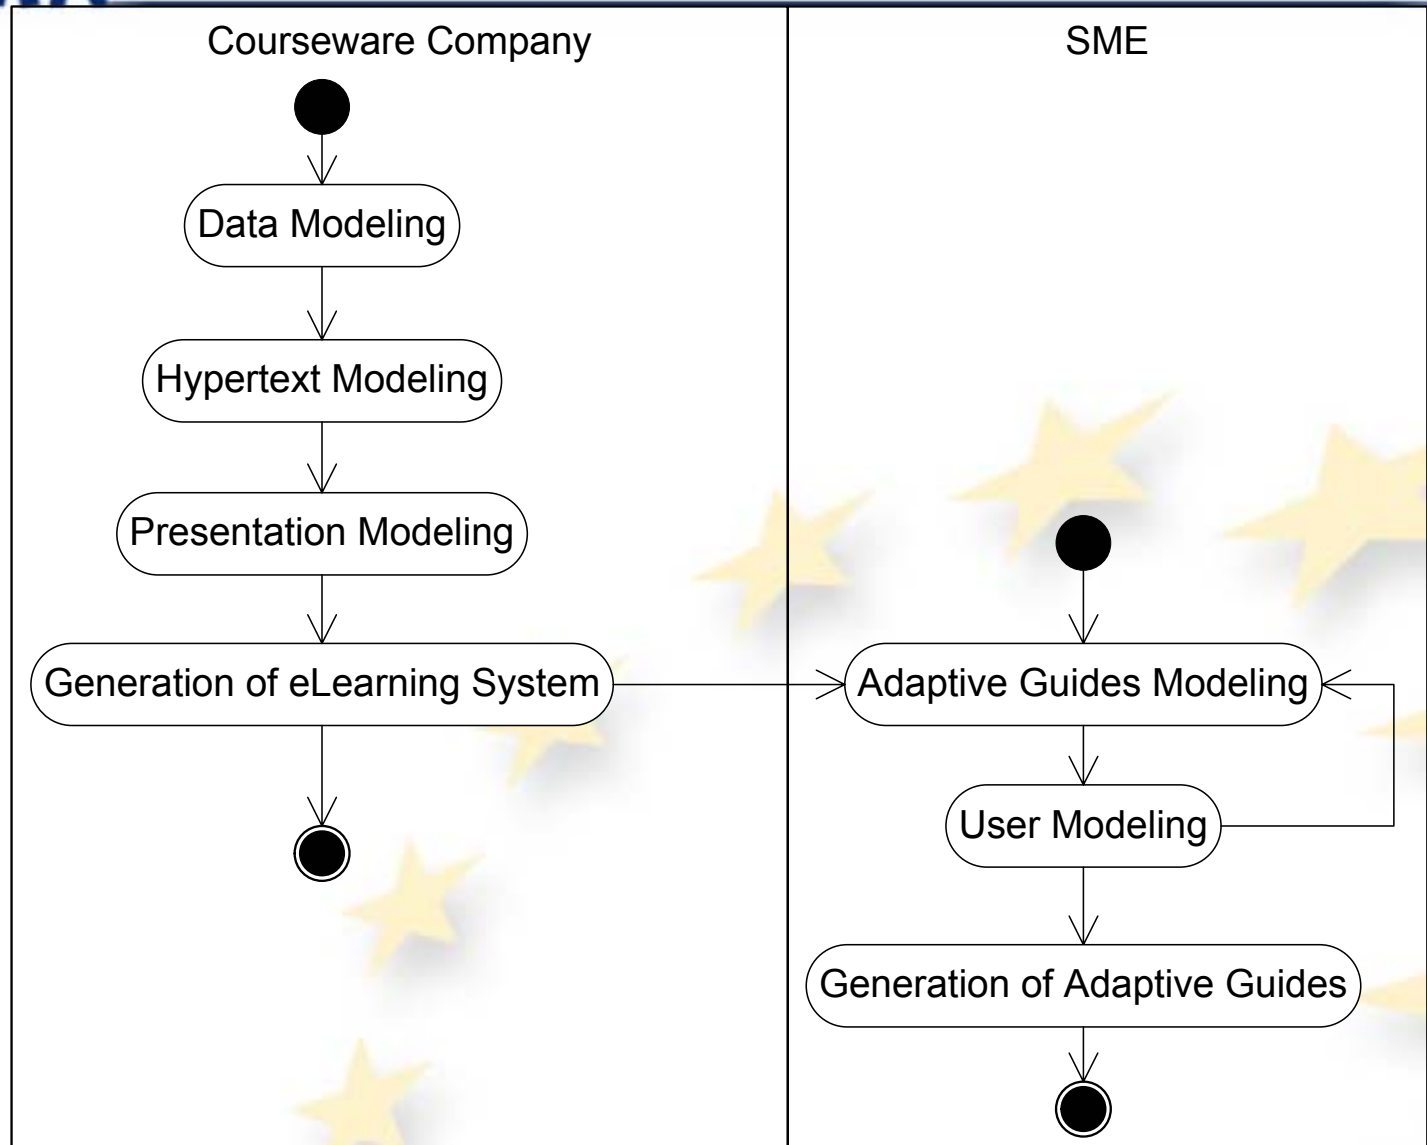 Courseware Company
SME
Data Modeling
Hypertext Modeling
Presentation Modeling
Generation of eLearning System
Adaptive Guides Modeling
User Modeling
Generation of Adaptive Guides